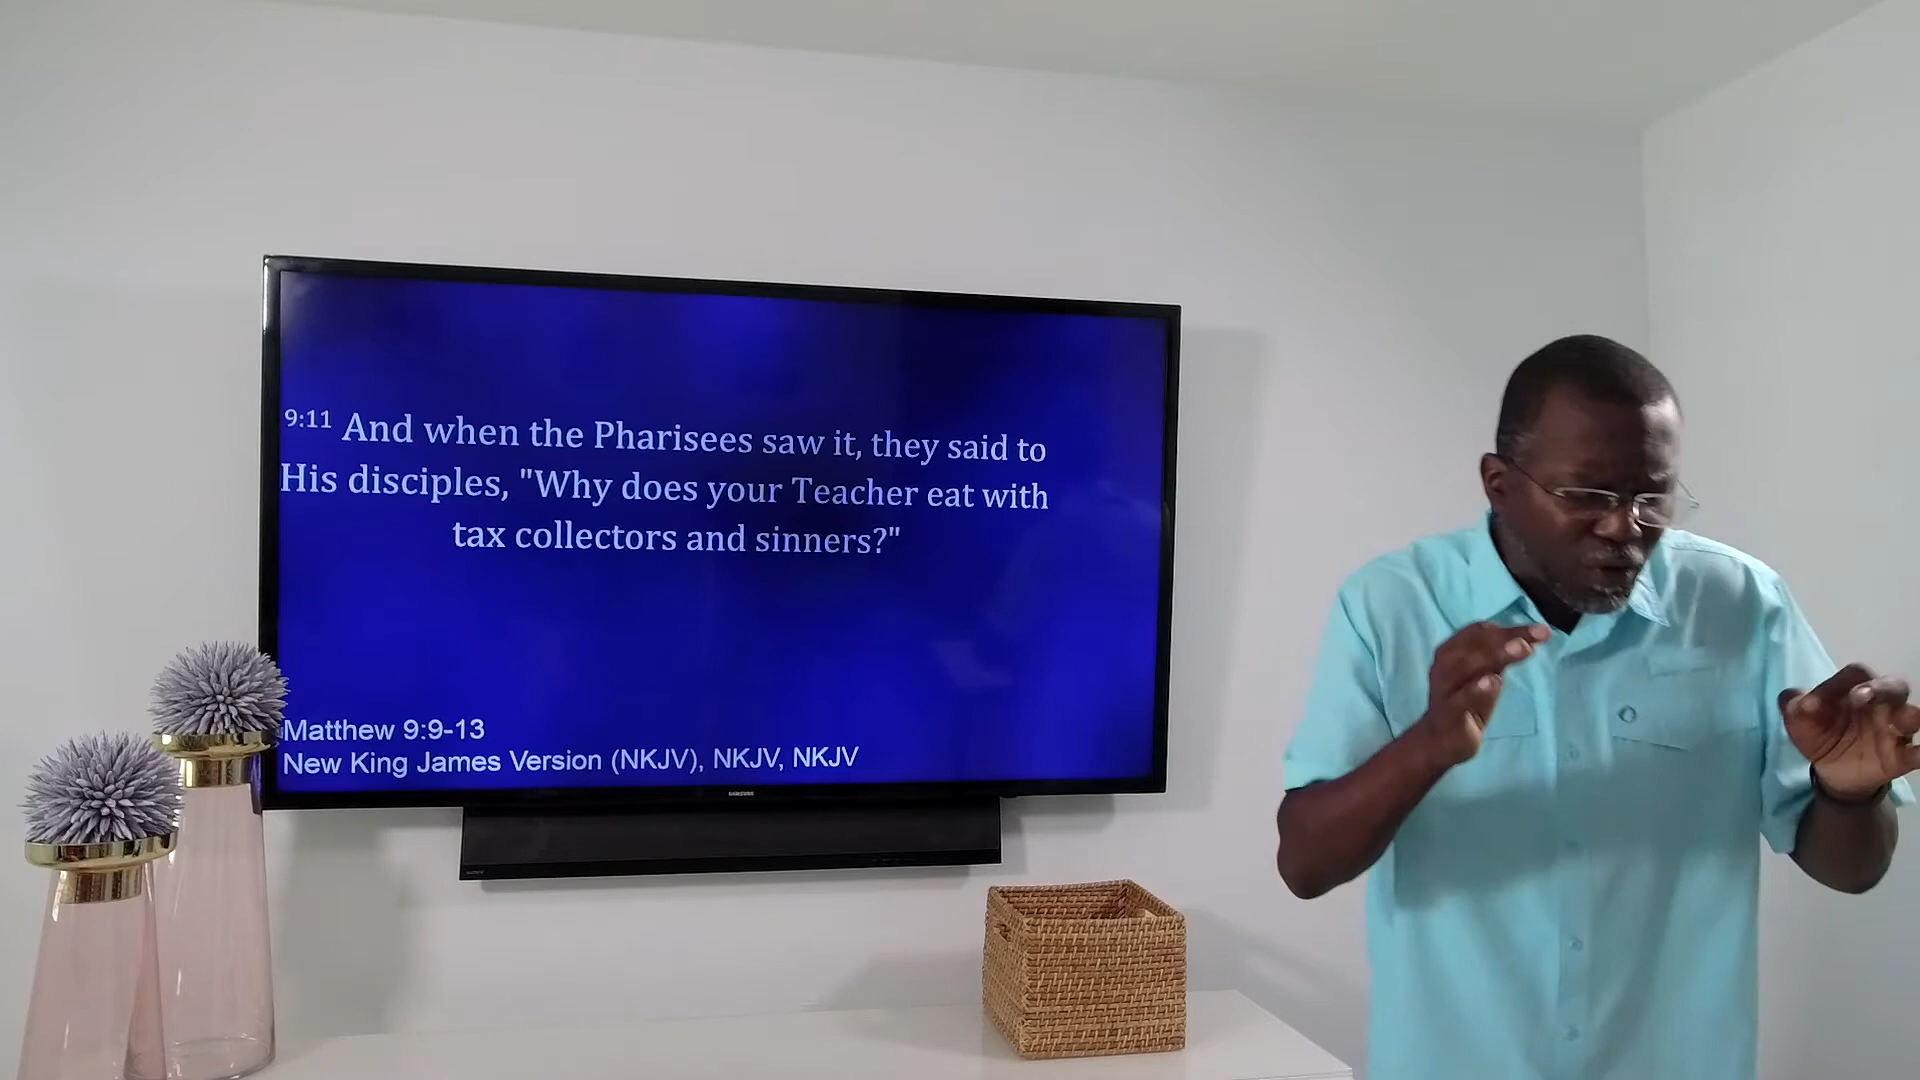 9:11 And when the Pharisees saw it, they said to
His disciples, "Why does your Teacher eat with
tax collectors and sinners?"
Matthew 9:9-13
New King James Version (NKJV), NKJV, NKJV
SAMSUNG